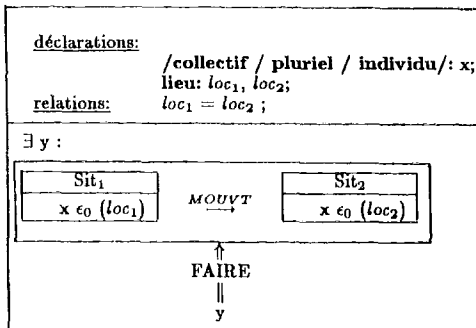 déclarations:
/collectif / pluriel / individu/: x;
lieu: loc₁, loc₂;
relations: loc₁ = loc₂ ;
∃ y :
Sit₁ Sit₂
x ϵ₀ (loc₁) MOUVT → x ϵ₀ (loc₂)
⇑
FAIRE
‖
y